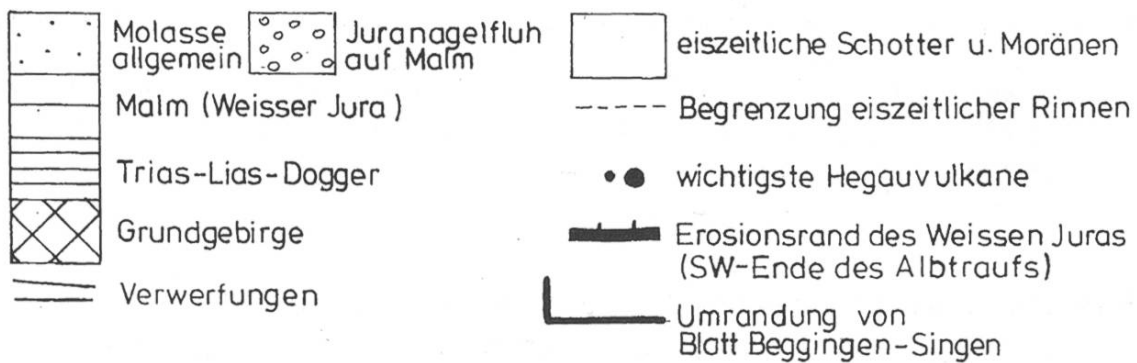 Molasse
allgemein
Juranagelfluh
auf Malm
Malm (Weisser Jura)
Trias-Lias-Dogger
Grundgebirge
Verwerfungen
eiszeitliche Schotter u. Moränen
Begrenzung eiszeitlicher Rinnen
wichtigste Hegauvulkane
Erosionsrand des Weissen Juras
(SW-Ende des Albtraufs)
Umrandung von
Blatt Beggingen-Singen